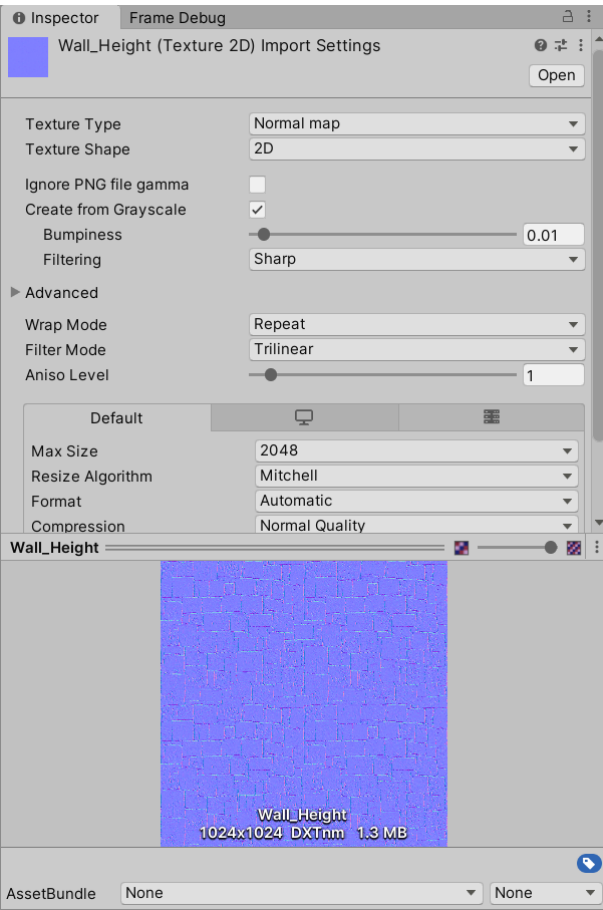 Inspector Frame Debug
Wall_Height (Texture 2D) Import Settings
Open
Texture Type Normal map
Texture Shape 2D
Ignore PNG file gamma
Create from Grayscale
Bumpiness 0.01
Filtering Sharp
Advanced
Wrap Mode Repeat
Filter Mode Trilinear
Aniso Level 1
Default
Max Size 2048
Resize Algorithm Mitchell
Format Automatic
Compression Normal Quality
Wall_Height
Wall_Height
1024x1024 DXTnm 1.3 MB
AssetBundle None None